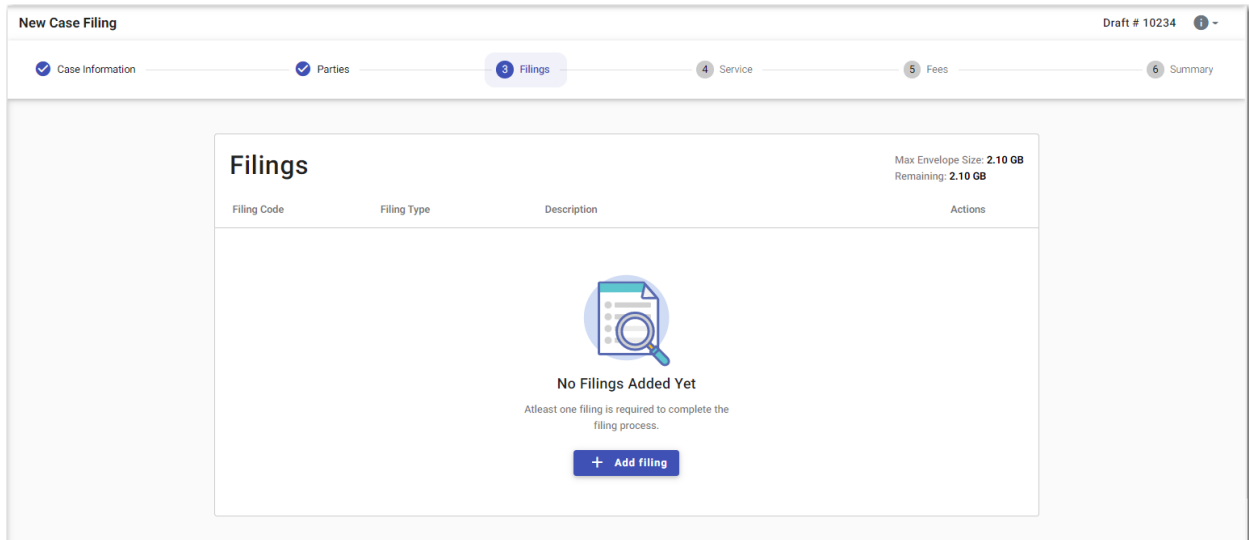 New Case Filing
Draft # 10234
Case Information
Parties
3 Filings
4 Service
5 Fees
6 Summary
Filings
Max Envelope Size: 2.10 GB
Remaining: 2.10 GB
Filing Code Filing Type Description Actions
No Filings Added Yet
Atleast one filing is required to complete the
filing process.
+ Add filing